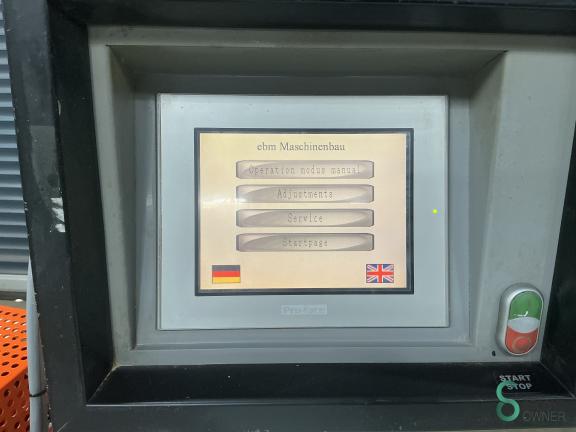 ebm Maschinenbau
Operation modus manual
Adjustments
Service
Startpage
Pro-face
START
STOP
OWNER